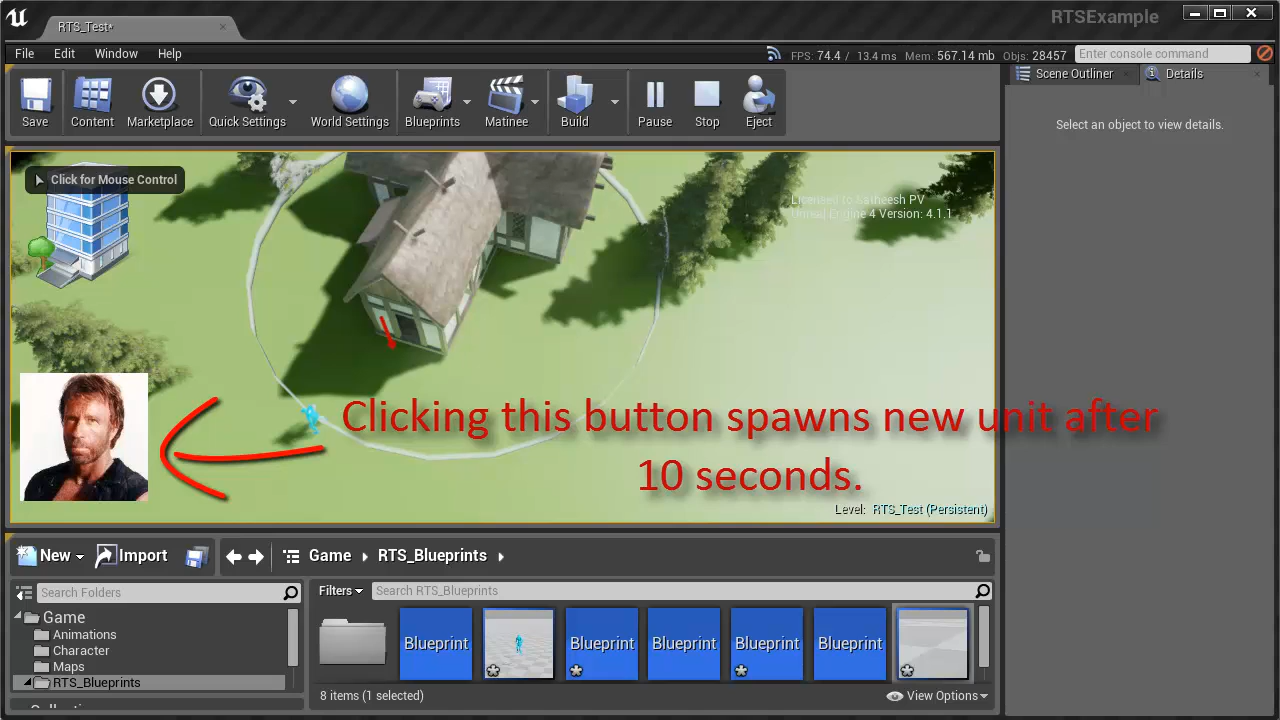 RTS_Test*
RTSExample
File Edit Window Help
FPS: 74.4 / 13.4 ms Mem: 567.14 mb Objs: 28457
Enter console command
Save
Content
Marketplace
Quick Settings
World Settings
Blueprints
Matinee
Build
Pause
Stop
Eject
Scene Outliner
Details
Select an object to view details.
Click for Mouse Control
Licensed to Satheesh PV
Unreal Engine 4 Version: 4.1.1
Clicking this button spawns new unit after
10 seconds.
Level: RTS_Test (Persistent)
New
Import
Game
RTS_Blueprints
Search Folders
Game
Animations
Character
Maps
RTS_Blueprints
Filters
Search RTS_Blueprints
Blueprint
Blueprint
Blueprint
Blueprint
Blueprint
8 items (1 selected)
View Options